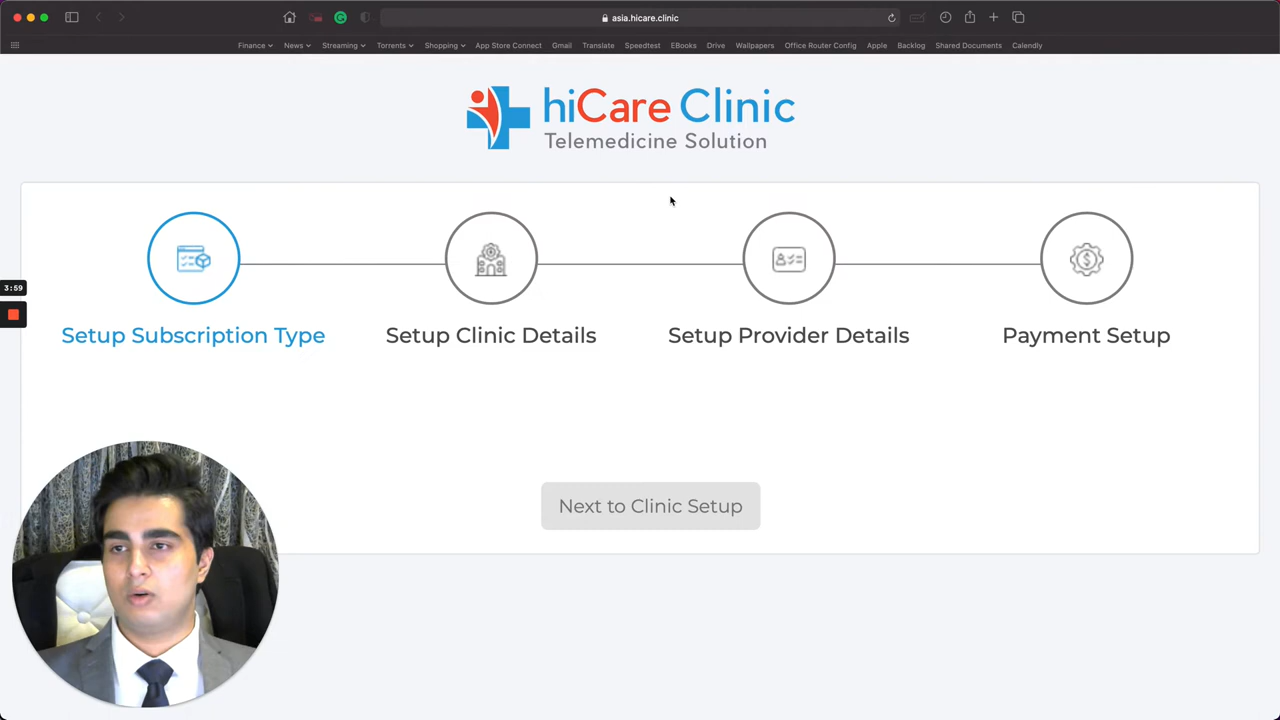 asia.hicare.clinic
Finance News Streaming Torrents Shopping App Store Connect Gmail Translate Speedtest EBooks Drive Wallpapers Office Router Config Apple Backlog Shared Documents Calendly
hiCare Clinic
Telemedicine Solution
3:59
Setup Subscription Type
Setup Clinic Details
Setup Provider Details
Payment Setup
Next to Clinic Setup